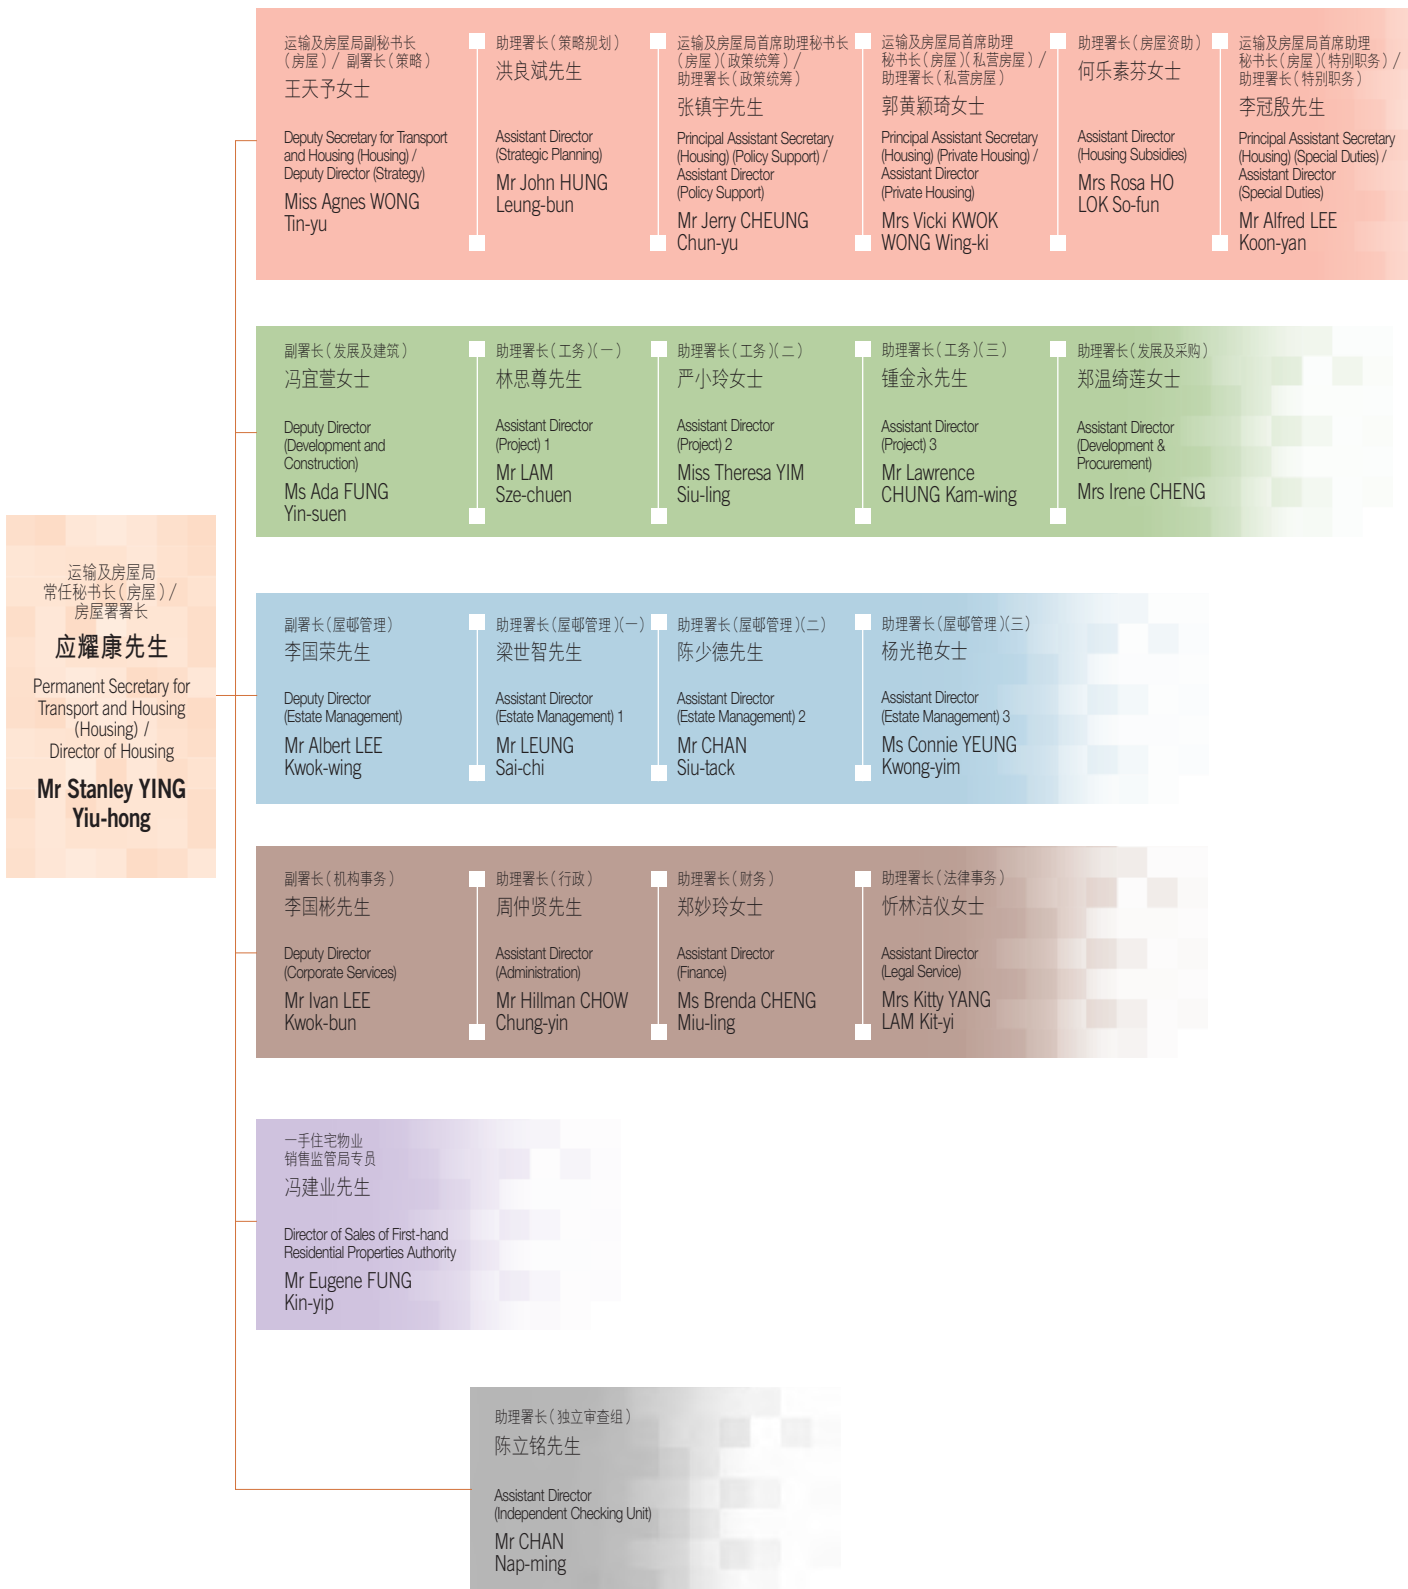 运输及房屋局
常任秘书长（房屋）/
房屋署署长
应耀康先生
Permanent Secretary for
Transport and Housing
(Housing) /
Director of Housing
Mr Stanley YING
Yiu-hong
运输及房屋局副秘书长
（房屋）/ 副署长（策略）
王天予女士
Deputy Secretary for Transport
and Housing (Housing) /
Deputy Director (Strategy)
Miss Agnes WONG
Tin-yu
助理署长（策略规划）
洪良斌先生
Assistant Director
(Strategic Planning)
Mr John HUNG
Leung-bun
运输及房屋局首席助理秘书长
（房屋）（政策统筹）/
助理署长（政策统筹）
张镇宇先生
Principal Assistant Secretary
(Housing) (Policy Support) /
Assistant Director
(Policy Support)
Mr Jerry CHEUNG
Chun-yu
运输及房屋局首席助理
秘书长（房屋）（私营房屋）/
助理署长（私营房屋）
郭黄颖琦女士
Principal Assistant Secretary
(Housing) (Private Housing) /
Assistant Director
(Private Housing)
Mrs Vicki KWOK
WONG Wing-ki
助理署长（房屋资助）
何乐素芬女士
Assistant Director
(Housing Subsidies)
Mrs Rosa HO
LOK So-fun
运输及房屋局首席助理
秘书长（房屋）（特别职务）/
助理署长（特别职务）
李冠殷先生
Principal Assistant Secretary
(Housing) (Special Duties) /
Assistant Director
(Special Duties)
Mr Alfred LEE
Koon-yan
副署长（发展及建筑）
冯宜萱女士
Deputy Director
(Development and
Construction)
Ms Ada FUNG
Yin-suen
助理署长（工务）（一）
林思尊先生
Assistant Director
(Project) 1
Mr LAM
Sze-chuen
助理署长（工务）（二）
严小玲女士
Assistant Director
(Project) 2
Miss Theresa YIM
Siu-ling
助理署长（工务）（三）
锺金永先生
Assistant Director
(Project) 3
Mr Lawrence
CHUNG Kam-wing
助理署长（发展及采购）
郑温绮莲女士
Assistant Director
(Development &
Procurement)
Mrs Irene CHENG
副署长（屋邨管理）
李国荣先生
Deputy Director
(Estate Management)
Mr Albert LEE
Kwok-wing
助理署长（屋邨管理）（一）
梁世智先生
Assistant Director
(Estate Management) 1
Mr LEUNG
Sai-chi
助理署长（屋邨管理）（二）
陈少德先生
Assistant Director
(Estate Management) 2
Mr CHAN
Siu-tack
助理署长（屋邨管理）（三）
杨光艳女士
Assistant Director
(Estate Management) 3
Ms Connie YEUNG
Kwong-yim
副署长（机构事务）
李国彬先生
Deputy Director
(Corporate Services)
Mr Ivan LEE
Kwok-bun
助理署长（行政）
周仲贤先生
Assistant Director
(Administration)
Mr Hillman CHOW
Chung-yin
助理署长（财务）
郑妙玲女士
Assistant Director
(Finance)
Ms Brenda CHENG
Miu-ling
助理署长（法律事务）
忻林洁仪女士
Assistant Director
(Legal Service)
Mrs Kitty YANG
LAM Kit-yi
一手住宅物业
销售监管局专员
冯建业先生
Director of Sales of First-hand
Residential Properties Authority
Mr Eugene FUNG
Kin-yip
助理署长（独立审查组）
陈立铭先生
Assistant Director
(Independent Checking Unit)
Mr CHAN
Nap-ming